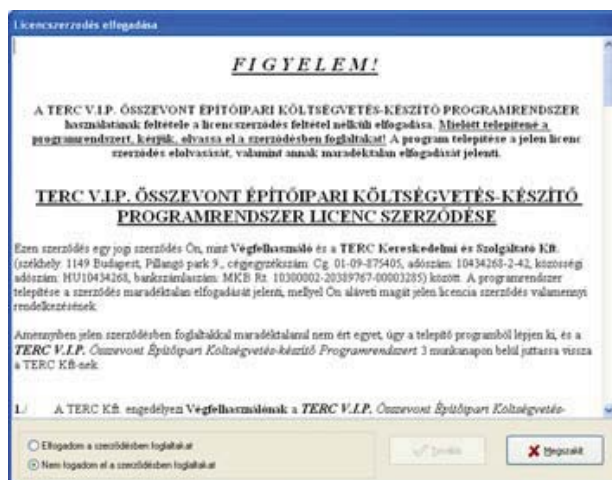 Licencszerződés elfogadása
FIGYELEM!
A TERC V.I.P. ÖSSZEVONT ÉPÍTŐIPARI KÖLTSÉGVETÉS-KÉSZÍTŐ PROGRAMRENDSZER
használatának feltétele a licencszerződés feltétel nélküli elfogadása. Mielőtt telepítené a
programrendszert, kérjük, olvassa el a szerződésben foglaltakat! A program telepítése a jelen licenc
szerződés elolvasását, valamint annak maradéktalan elfogadását jelenti.
TERC V.I.P. ÖSSZEVONT ÉPÍTŐIPARI KÖLTSÉGVETÉS-KÉSZÍTŐ
PROGRAMRENDSZER LICENC SZERZŐDÉSE
Ezen szerződés egy jogi szerződés Ön, mint Végfelhasználó és a TERC Kereskedelmi és Szolgáltató Kft.
(székhely: 1149 Budapest, Pillangó park 9., cégjegyzékszám: Cg. 01-09-875405, adószám: 10434268-2-42, közösségi
adószám: HU10434268, bankszámlaszám: MKB Rt. 10300002-20389767-00003285) között. A programrendszer
telepítése a szerződés maradéktalan elfogadását jelenti, mellyel Ön aláveti magát jelen licencia szerződés valamennyi
rendelkezésének.
Amennyiben jelen szerződésben foglaltakkal maradéktalanul nem ért egyet, úgy a telepítő programból lépjen ki, és a
TERC V.I.P. Összevont Építőipari Költségvetés-készítő Programrendszert 3 munkanapon belül juttassa vissza
a TERC Kft-nek.
1./ A TERC Kft. engedélyezi Végfelhasználónak a TERC V.I.P. Összevont Építőipari Költségvetés-
Elfogadom a szerződésben foglaltakat
Nem fogadom el a szerződésben foglaltakat
Tovább
Megszakít